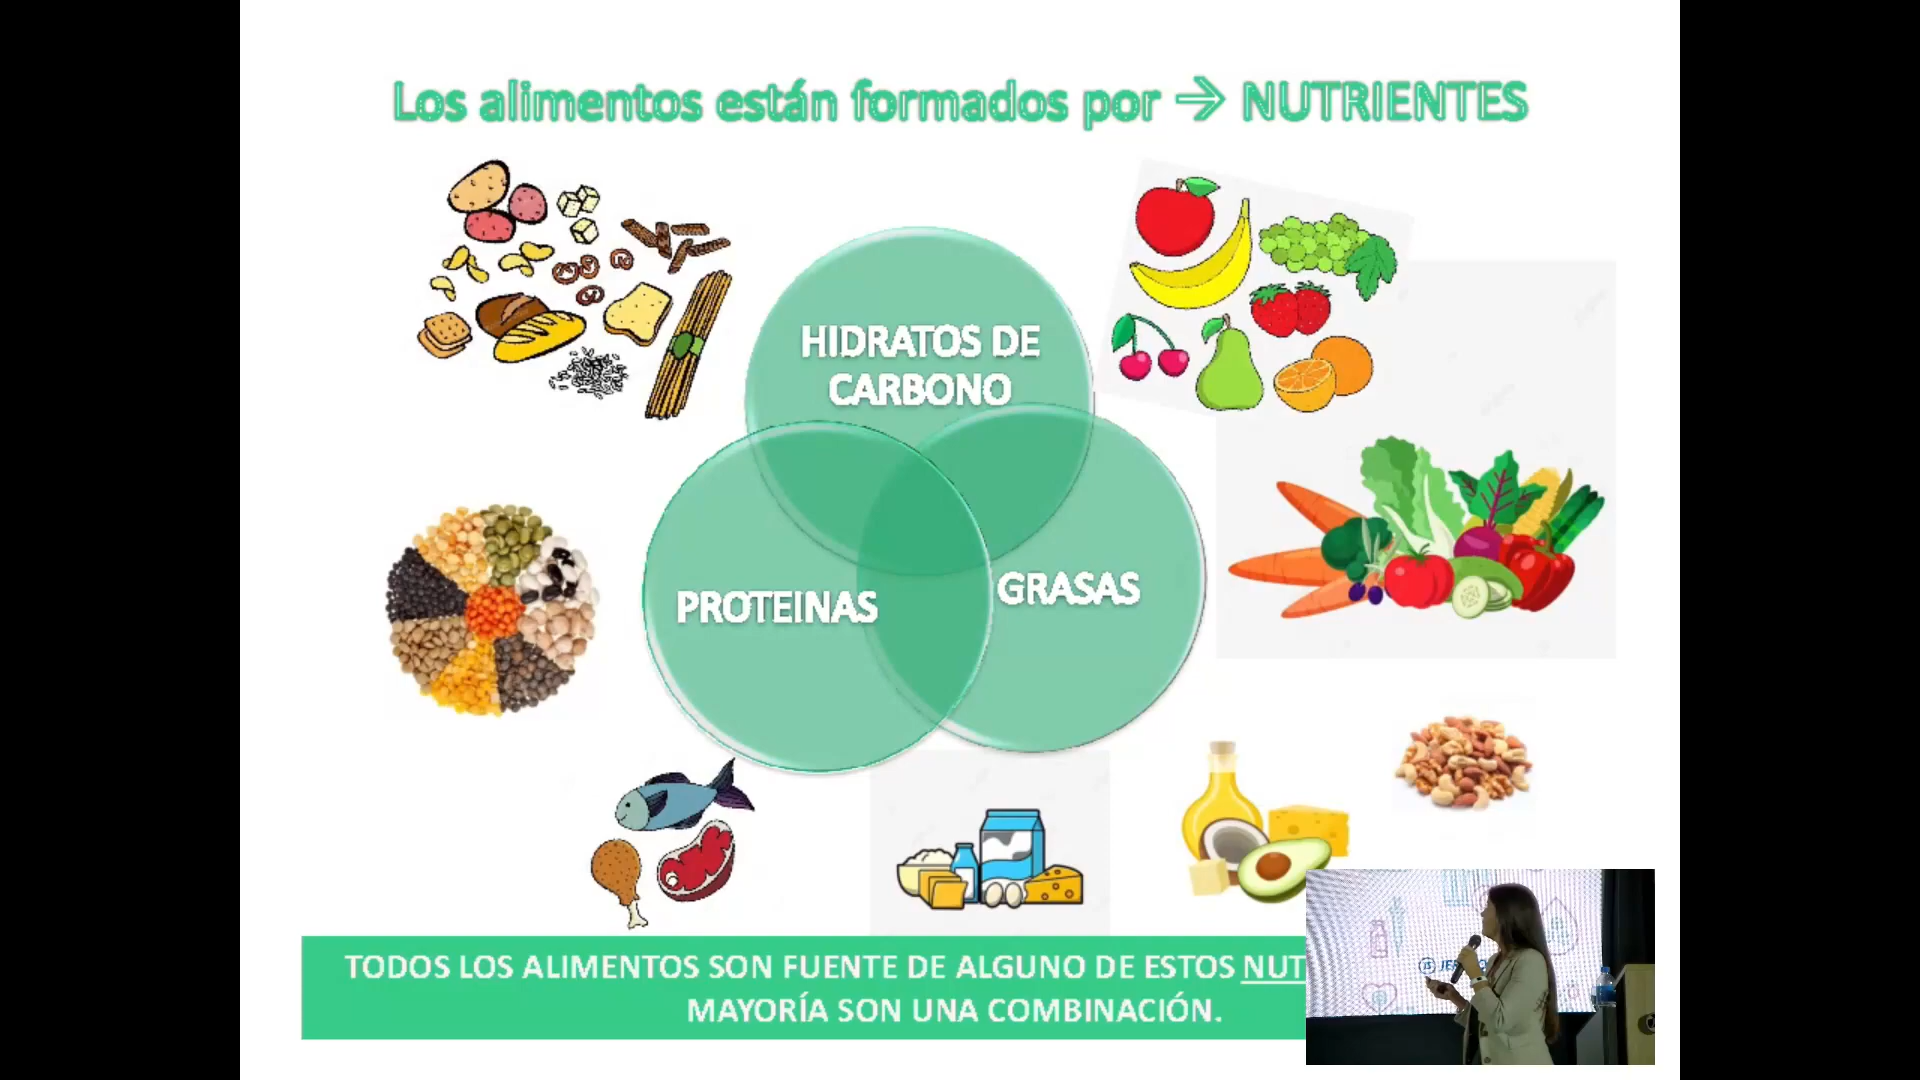 Los alimentos están formados por → NUTRIENTES
HIDRATOS DE
CARBONO
PROTEINAS
GRASAS
TODOS LOS ALIMENTOS SON FUENTE DE ALGUNO DE ESTOS
MAYORÍA SON UNA COMBINACIÓN.